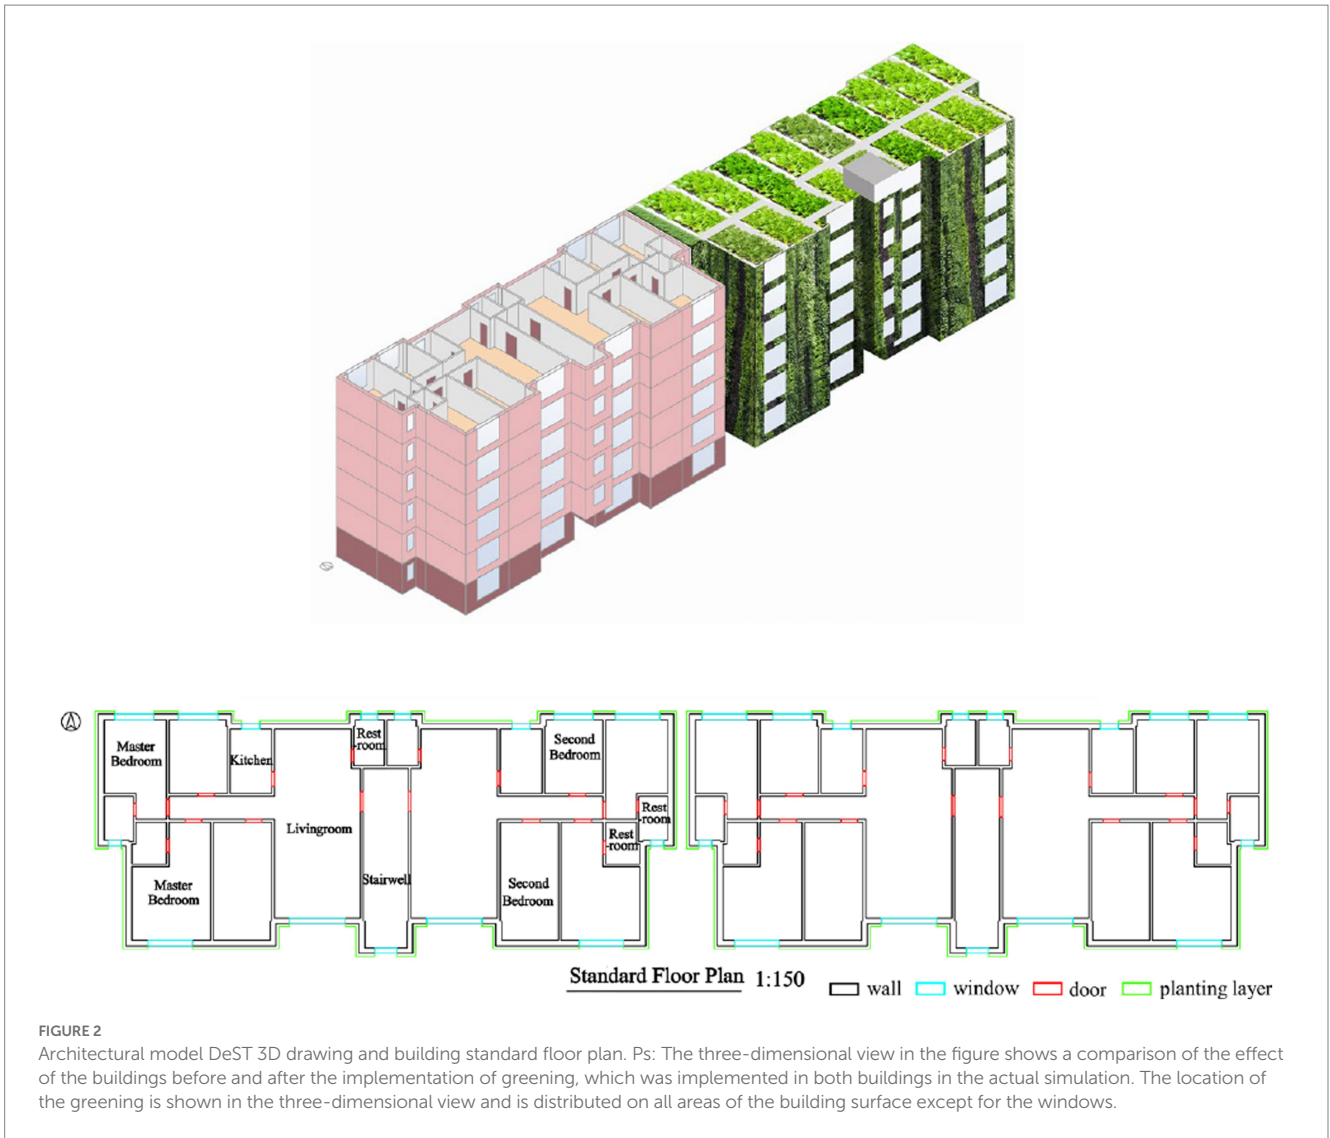 Master
Bedroom
Kitchen
Rest
-room
Second
Bedroom
Livingroom
Rest
-room
Rest
-room
Master
Bedroom
Stairwell
Second
Bedroom
Standard Floor Plan 1:150
wall window door planting layer
FIGURE 2
Architectural model DeST 3D drawing and building standard floor plan. Ps: The three-dimensional view in the figure shows a comparison of the effect
of the buildings before and after the implementation of greening, which was implemented in both buildings in the actual simulation. The location of
the greening is shown in the three-dimensional view and is distributed on all areas of the building surface except for the windows.